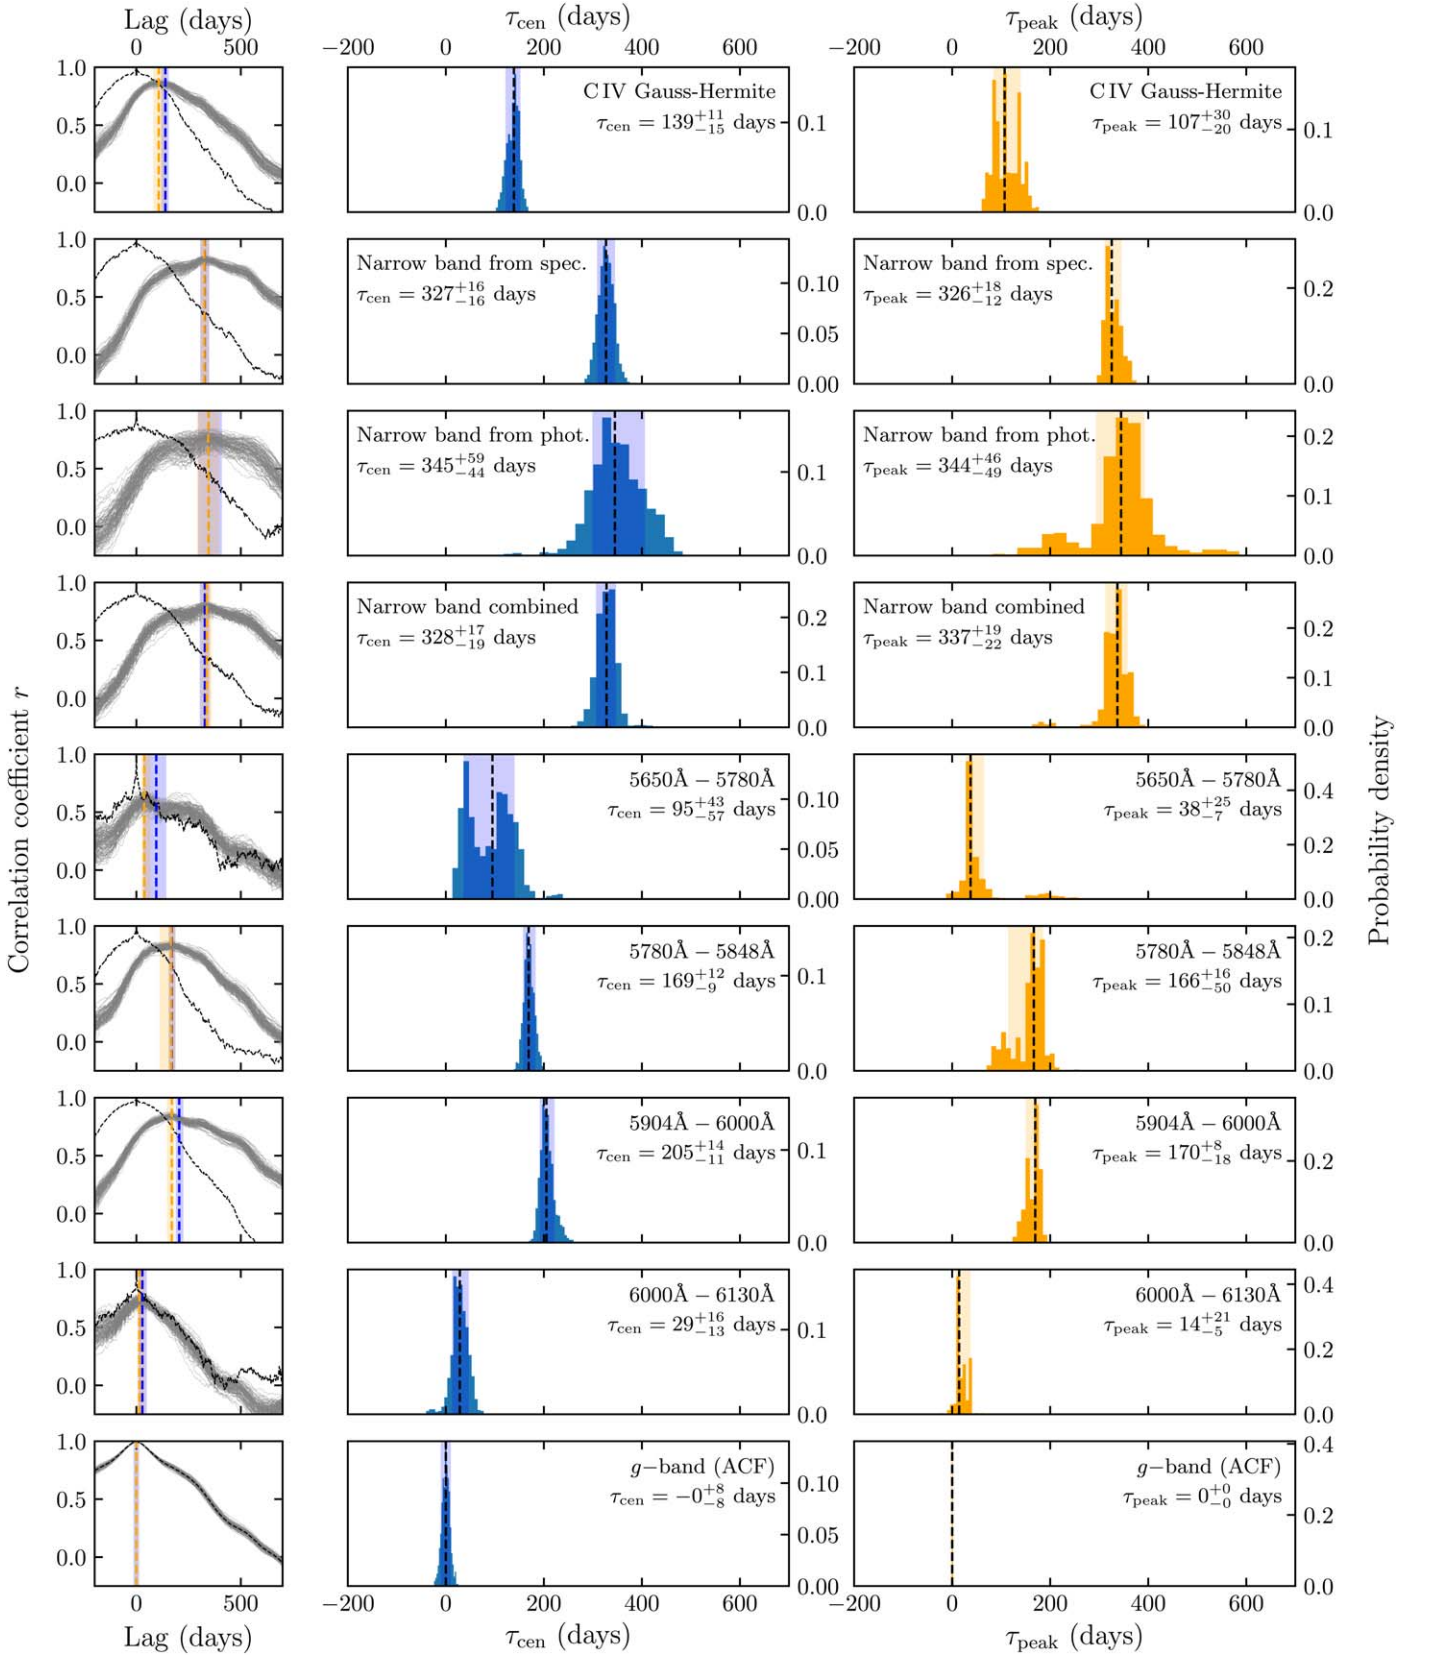 Lag (days)
τcen (days)
τpeak (days)
0 500
−200 0 200 400 600
−200 0 200 400 600
1.0
0.5
0.0
C IV Gauss-Hermite
τcen = 139+11−15 days
0.1
0.0
C IV Gauss-Hermite
τpeak = 107+30−20 days
0.1
0.0
1.0
0.5
0.0
Narrow band from spec.
τcen = 327+16−16 days
0.10
0.05
0.00
Narrow band from spec.
τpeak = 326+18−12 days
0.2
0.0
1.0
0.5
0.0
Narrow band from phot.
τcen = 345+59−44 days
0.1
0.0
Narrow band from phot.
τpeak = 344+46−49 days
0.2
0.1
0.0
1.0
0.5
0.0
Narrow band combined
τcen = 328+17−19 days
0.2
0.1
0.0
Narrow band combined
τpeak = 337+19−22 days
0.2
0.1
0.0
Correlation coefficient r
Probability density
1.0
0.5
0.0
5650Å − 5780Å
τcen = 95+43−57 days
0.10
0.05
0.00
5650Å − 5780Å
τpeak = 38+25−7 days
0.4
0.2
0.0
1.0
0.5
0.0
5780Å − 5848Å
τcen = 169+12−9 days
0.1
0.0
5780Å − 5848Å
τpeak = 166+16−50 days
0.2
0.1
0.0
1.0
0.5
0.0
5904Å − 6000Å
τcen = 205+14−11 days
0.1
0.0
5904Å − 6000Å
τpeak = 170+8−18 days
0.2
0.0
1.0
0.5
0.0
6000Å − 6130Å
τcen = 29+16−13 days
0.1
0.0
6000Å − 6130Å
τpeak = 14+21−5 days
0.4
0.2
0.0
1.0
0.5
0.0
g−band (ACF)
τcen = −0+8−8 days
0.10
0.05
0.00
g−band (ACF)
τpeak = 0+0−0 days
0.4
0.2
0.0
0 500
−200 0 200 400 600
−200 0 200 400 600
Lag (days)
τcen (days)
τpeak (days)